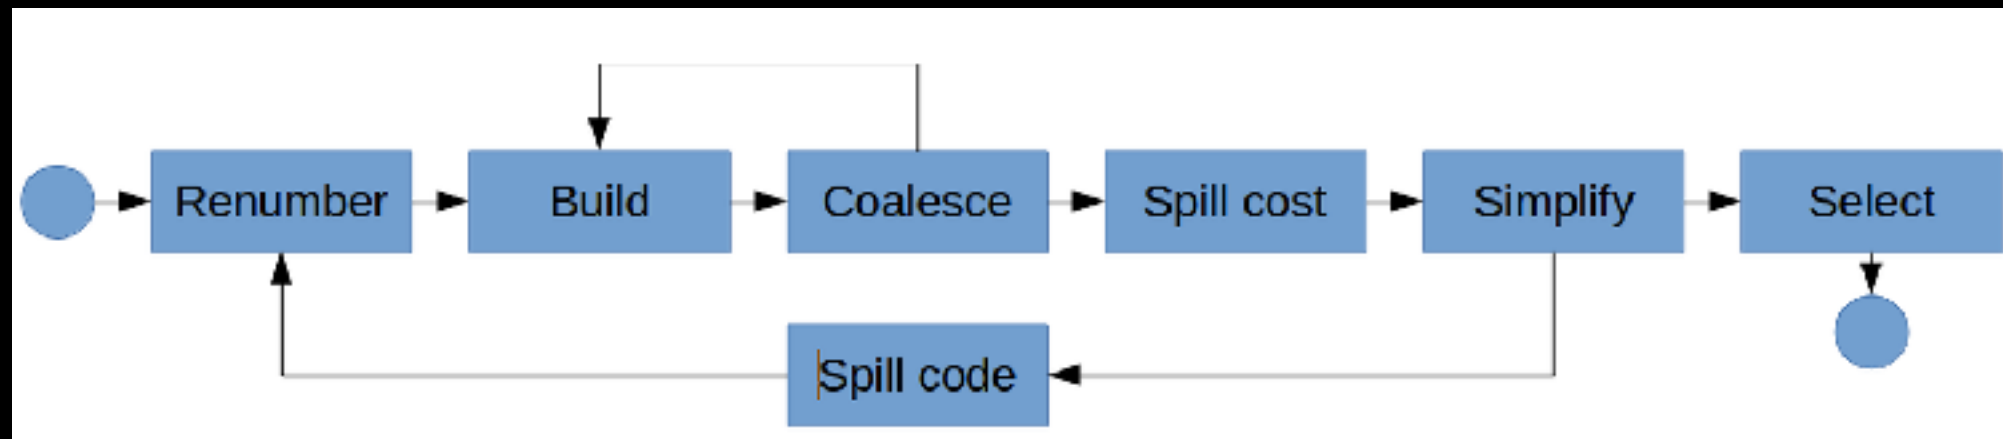 Renumber
Build
Coalesce
Spill cost
Simplify
Select
Spill code